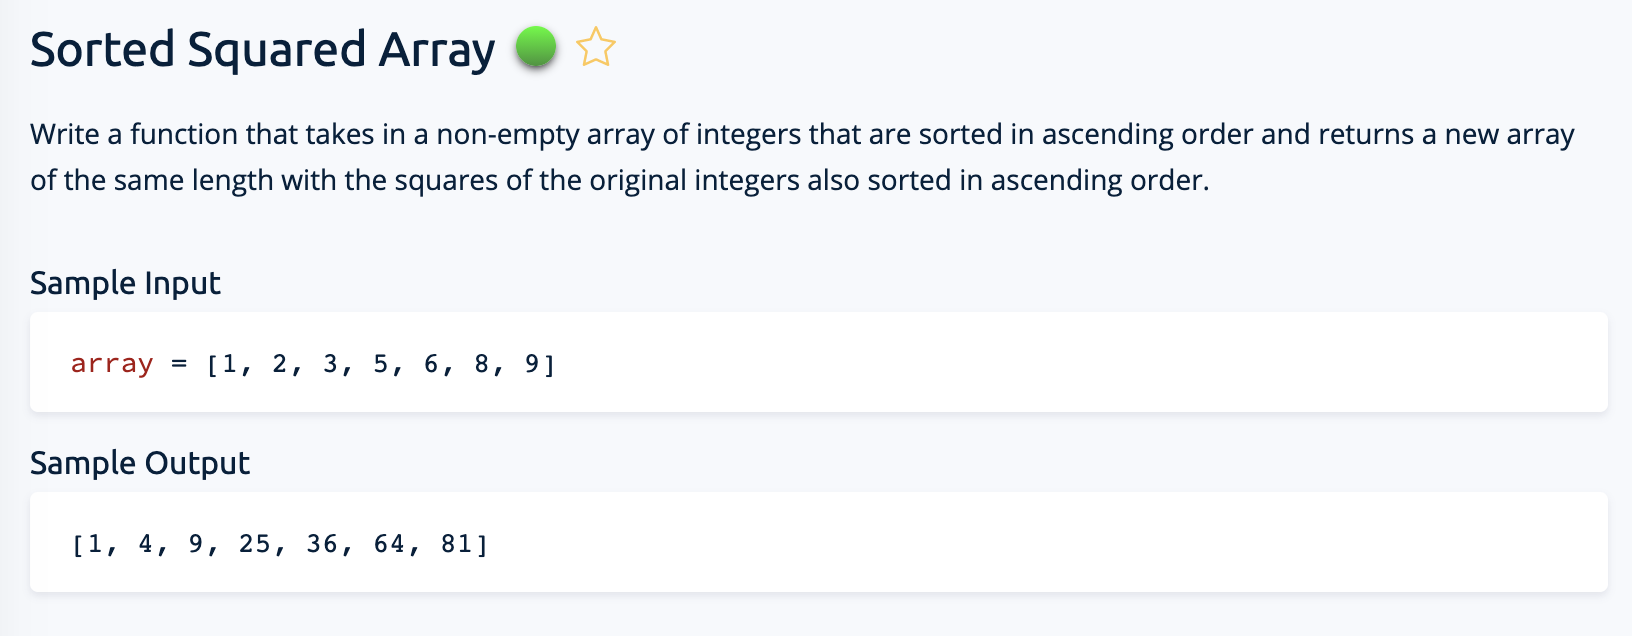 Sorted Squared Array
Write a function that takes in a non-empty array of integers that are sorted in ascending order and returns a new array
of the same length with the squares of the original integers also sorted in ascending order.
Sample Input
array = [1, 2, 3, 5, 6, 8, 9]
Sample Output
[1, 4, 9, 25, 36, 64, 81]